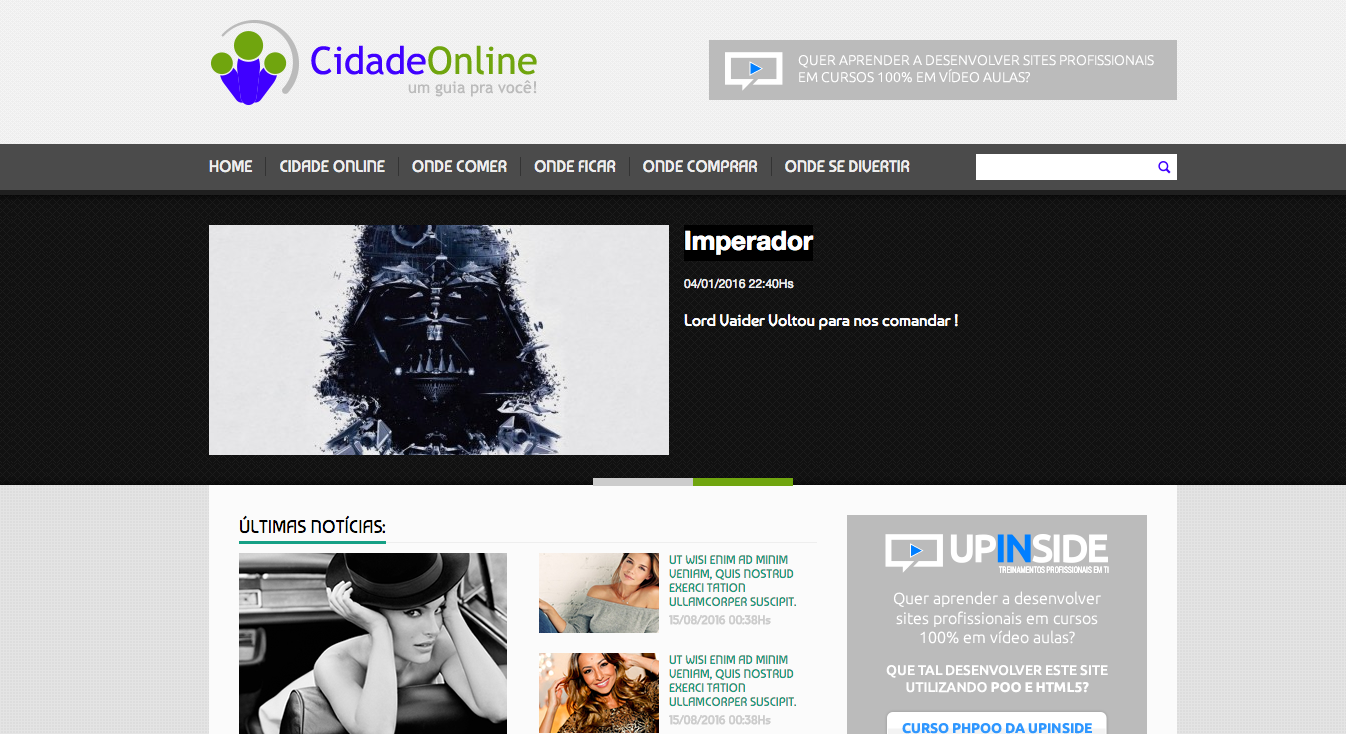 CidadeOnline
um guia pra você!
QUER APRENDER A DESENVOLVER SITES PROFISSIONAIS
EM CURSOS 100% EM VÍDEO AULAS?
HOME
CIDADE ONLINE
ONDE COMER
ONDE FICAR
ONDE COMPRAR
ONDE SE DIVERTIR
Imperador
04/01/2016 22:40Hs
Lord Vaider Voltou para nos comandar !
ÚLTIMAS NOTÍCIAS:
UT WISI ENIM AD MINIM
VENIAM, QUIS NOSTRUD
EXERCI TATION
ULLAMCORPER SUSCIPIT.
15/08/2016 00:38Hs
UT WISI ENIM AD MINIM
VENIAM, QUIS NOSTRUD
EXERCI TATION
ULLAMCORPER SUSCIPIT.
15/08/2016 00:38Hs
UPINSIDE
TREINAMENTOS PROFISSIONAIS EM TI
Quer aprender a desenvolver
sites profissionais em cursos
100% em vídeo aulas?
QUE TAL DESENVOLVER ESTE SITE
UTILIZANDO POO E HTML5?
CURSO PHPOO DA UPINSIDE